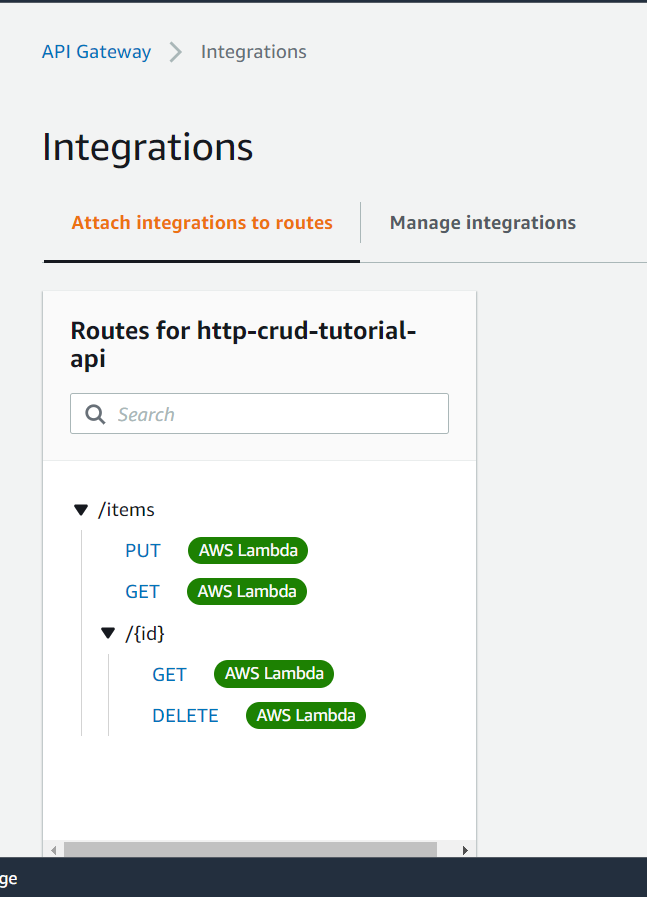 API Gateway > Integrations
Integrations
Attach integrations to routes
Manage integrations
Routes for http-crud-tutorial-
api
Search
/items
PUT AWS Lambda
GET AWS Lambda
/{id}
GET AWS Lambda
DELETE AWS Lambda
ge